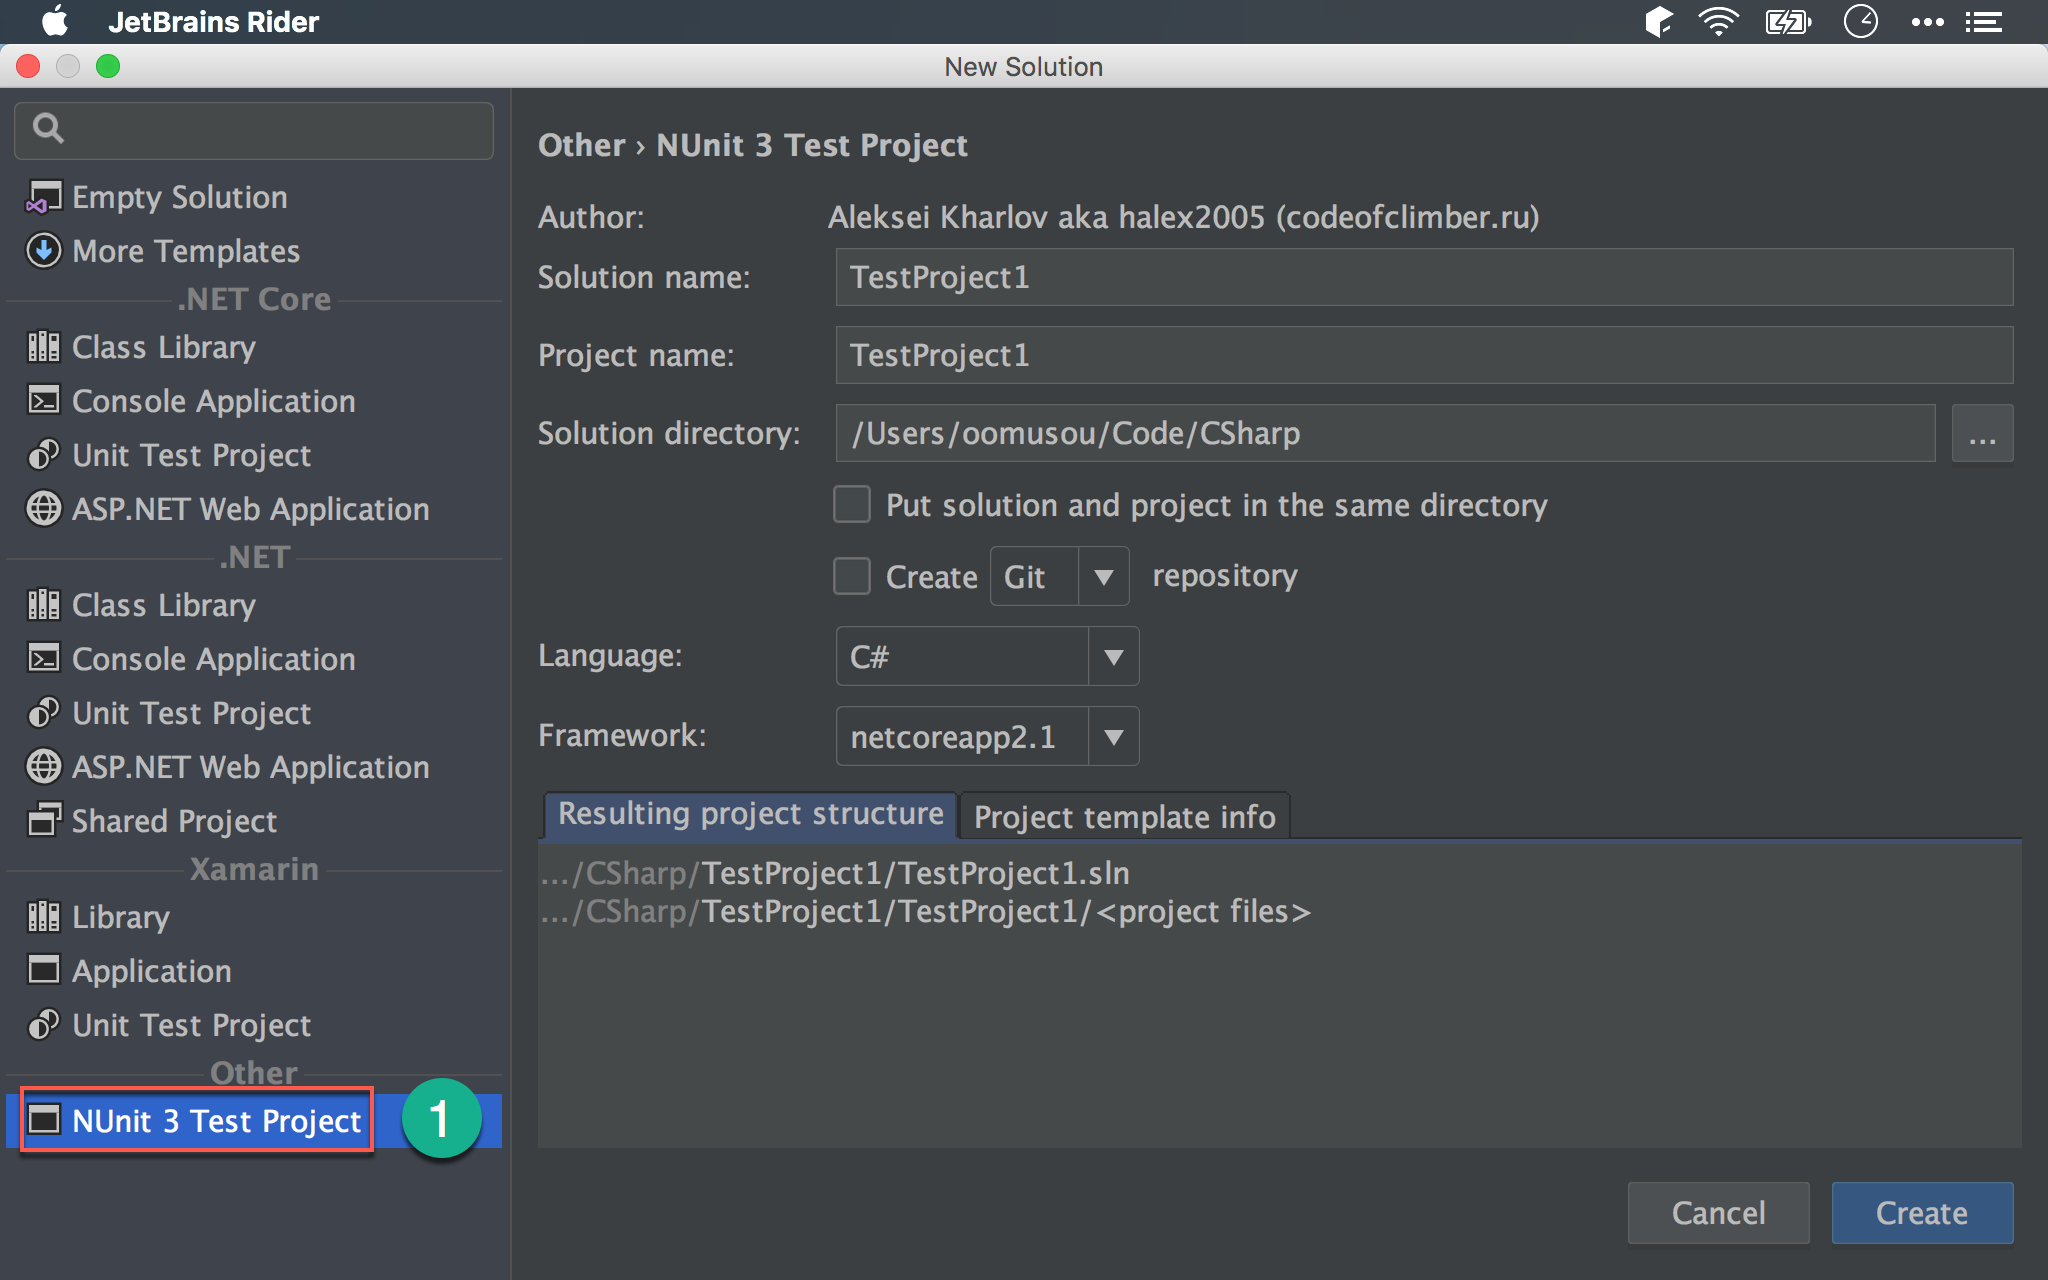 JetBrains Rider
New Solution
Empty Solution
More Templates
.NET Core
Class Library
Console Application
Unit Test Project
ASP.NET Web Application
.NET
Class Library
Console Application
Unit Test Project
ASP.NET Web Application
Shared Project
Xamarin
Library
Application
Unit Test Project
Other
NUnit 3 Test Project
1
Other › NUnit 3 Test Project
Author: Aleksei Kharlov aka halex2005 (codeofclimber.ru)
Solution name: TestProject1
Project name: TestProject1
Solution directory: /Users/oomusou/Code/CSharp ...
Put solution and project in the same directory
Create Git repository
Language: C#
Framework: netcoreapp2.1
Resulting project structure Project template info
.../CSharp/TestProject1/TestProject1.sln
.../CSharp/TestProject1/TestProject1/<project files>
Cancel Create